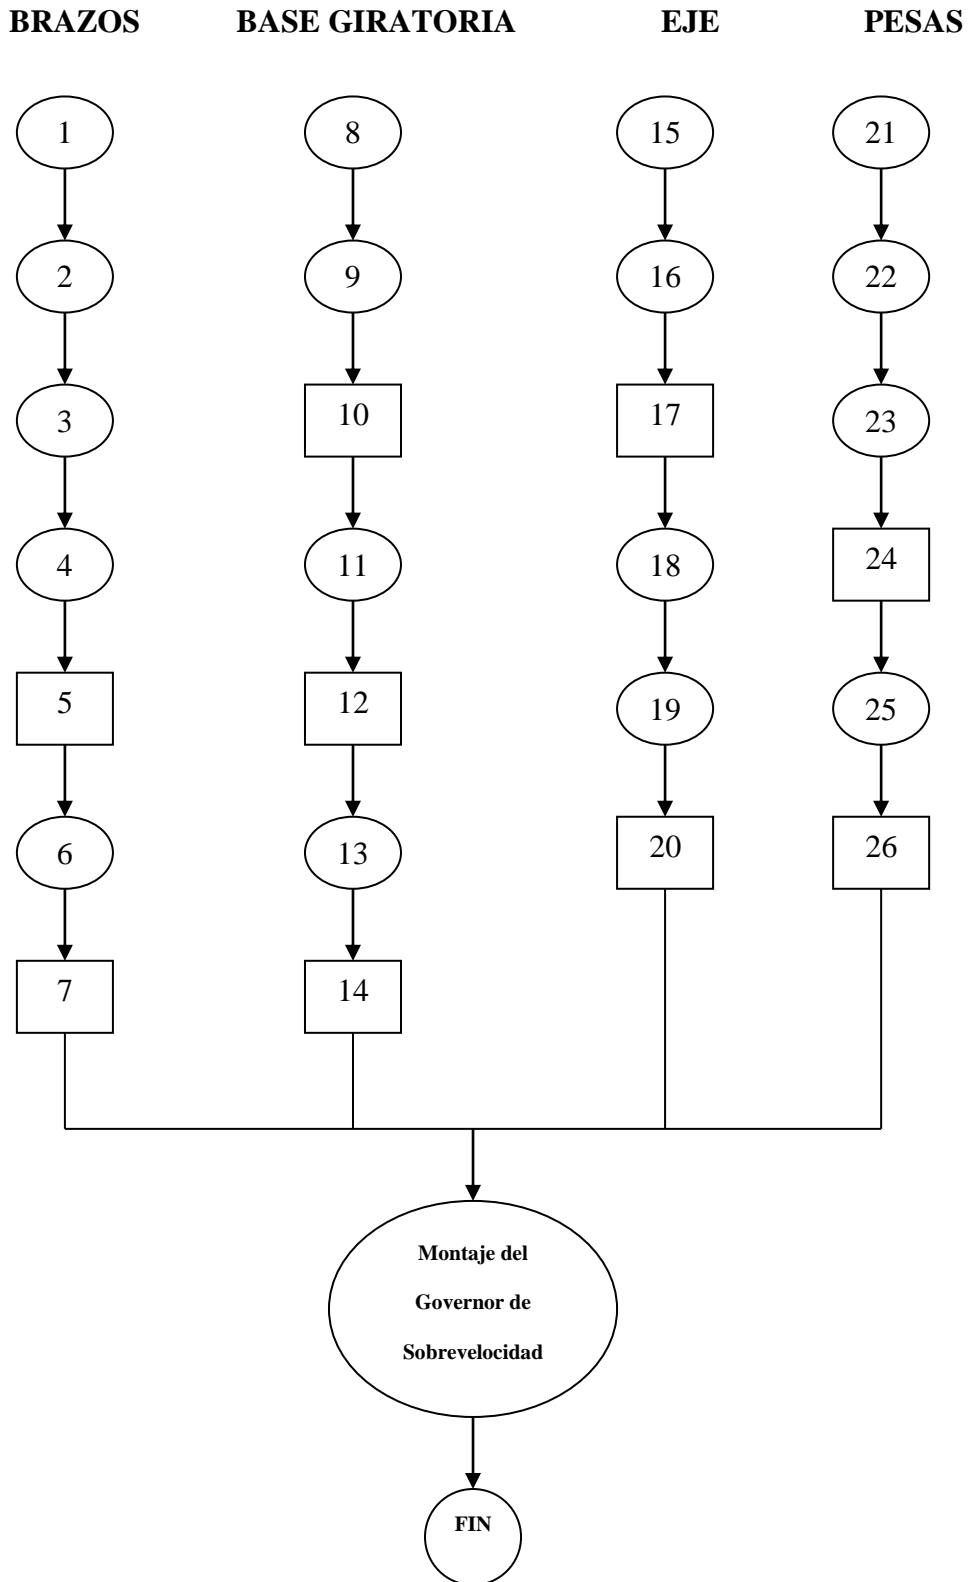 BRAZOS BASE GIRATORIA EJE PESAS
1 8 15 21
2 9 16 22
3 10 17 23
4 11 18 24
5 12 19 25
6 13 20 26
7 14
Montaje del
Governor de
Sobrevelocidad
FIN